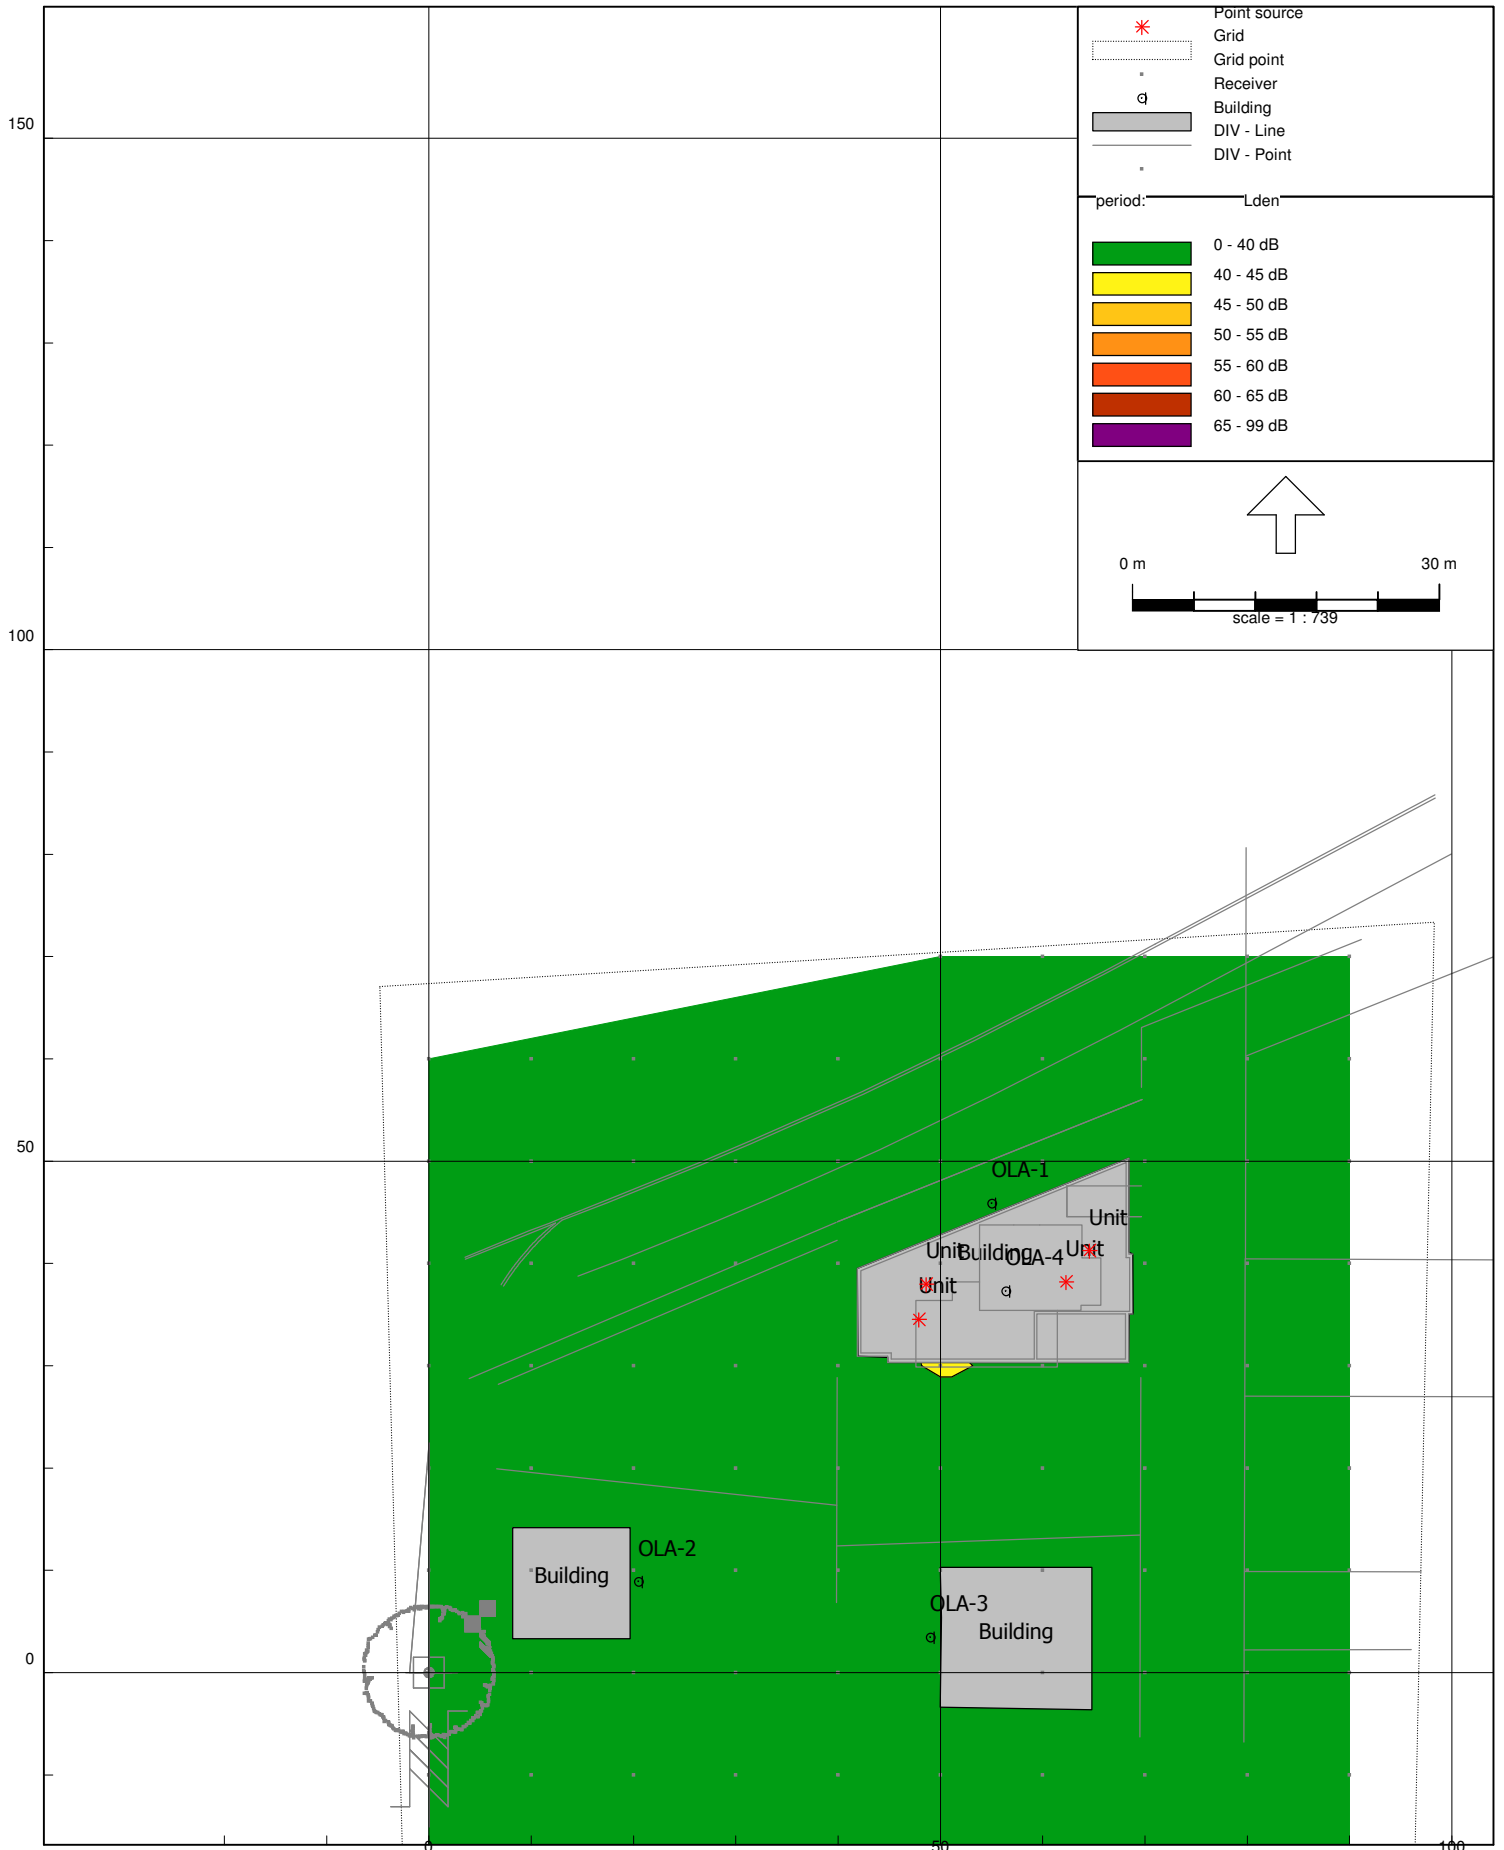 Point source
Grid
Grid point
Receiver
Building
DIV - Line
DIV - Point
period: Lden
0 - 40 dB
40 - 45 dB
45 - 50 dB
50 - 55 dB
55 - 60 dB
60 - 65 dB
65 - 99 dB
0 m 30 m
scale = 1 : 739
150
100
50
OLA-1
Unit
Unit
Building
Unit
OLA-4
Unit
OLA-2
Building
OLA-3
Building
0
0 50 100